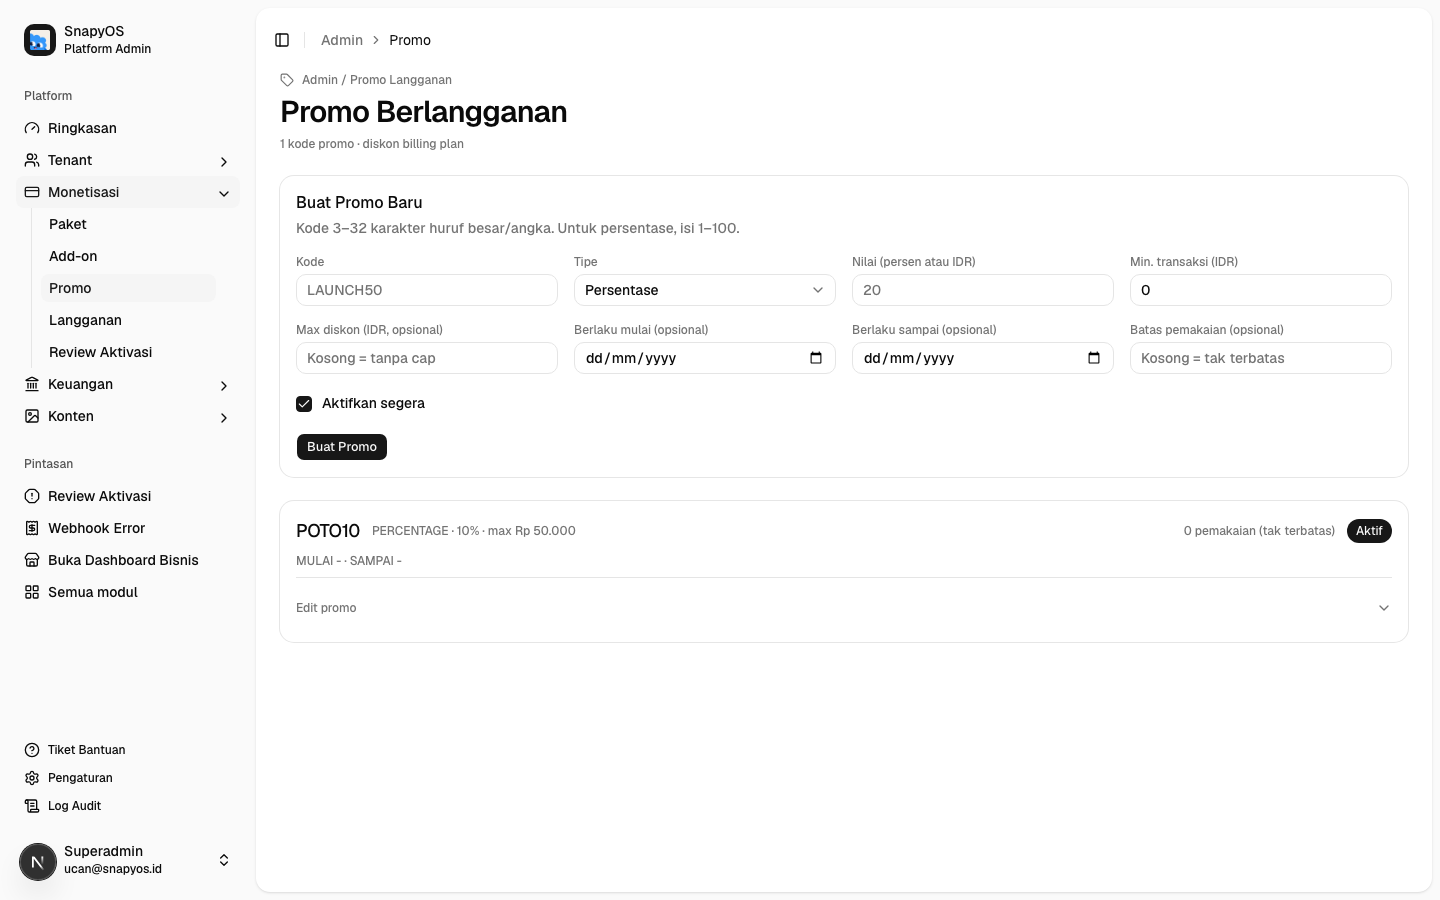 SnapyOS
Platform Admin
Platform
Ringkasan
Tenant
Monetisasi
Paket
Add-on
Promo
Langganan
Review Aktivasi
Keuangan
Konten
Pintasan
Review Aktivasi
Webhook Error
Buka Dashboard Bisnis
Semua modul
Tiket Bantuan
Pengaturan
Log Audit
N
Superadmin
ucan@snapyos.id
Admin > Promo
Admin / Promo Langganan
Promo Berlangganan
1 kode promo · diskon billing plan
Buat Promo Baru
Kode 3–32 karakter huruf besar/angka. Untuk persentase, isi 1–100.
Kode
LAUNCH50
Tipe
Persentase
Nilai (persen atau IDR)
20
Min. transaksi (IDR)
0
Max diskon (IDR, opsional)
Kosong = tanpa cap
Berlaku mulai (opsional)
dd/mm/yyyy
Berlaku sampai (opsional)
dd/mm/yyyy
Batas pemakaian (opsional)
Kosong = tak terbatas
Aktifkan segera
Buat Promo
POTO10 PERCENTAGE · 10% · max Rp 50.000
0 pemakaian (tak terbatas) Aktif
MULAI - · SAMPAI -
Edit promo